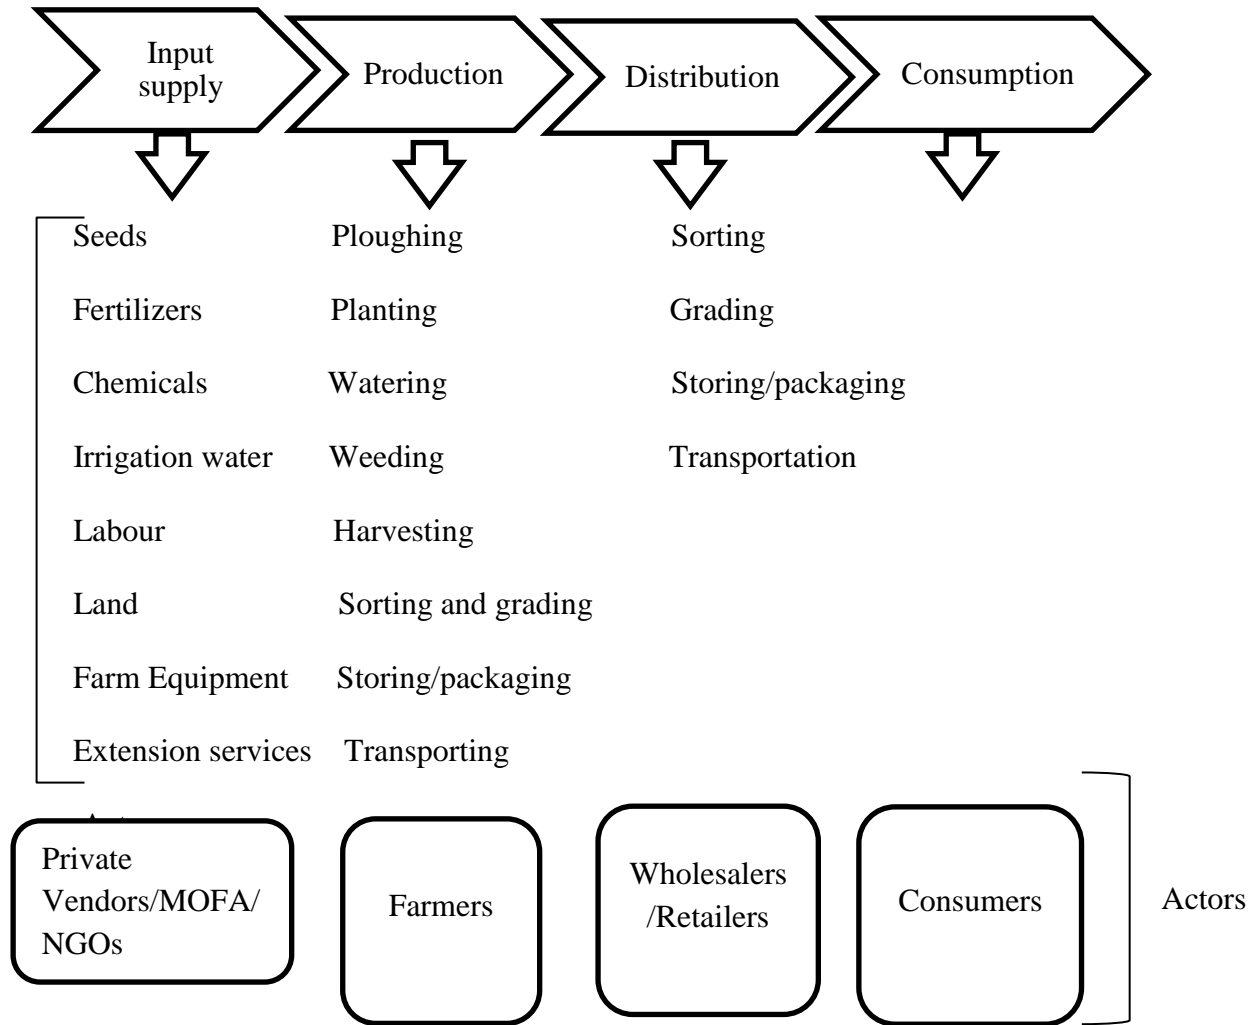 Input
supply
Production
Distribution
Consumption
Seeds
Ploughing
Sorting
Fertilizers
Planting
Grading
Chemicals
Watering
Storing/packaging
Irrigation water
Weeding
Transportation
Labour
Harvesting
Land
Sorting and grading
Farm Equipment
Storing/packaging
Extension services
Transporting
Private
Vendors/MOFA/
NGOs
Farmers
Wholesalers
/Retailers
Consumers
Actors